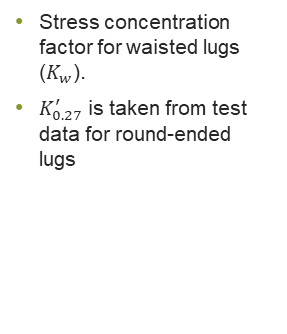 • Stress concentration
factor for waisted lugs
(K_w).
• K′_0.27 is taken from test
data for round-ended
lugs